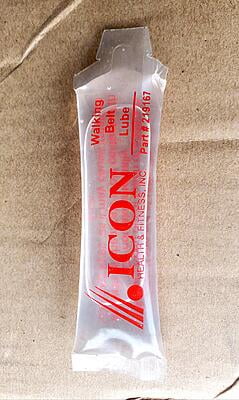 Walking
Belt
Lube
Part # 219167
ICON
HEALTH & FITNESS, INC.